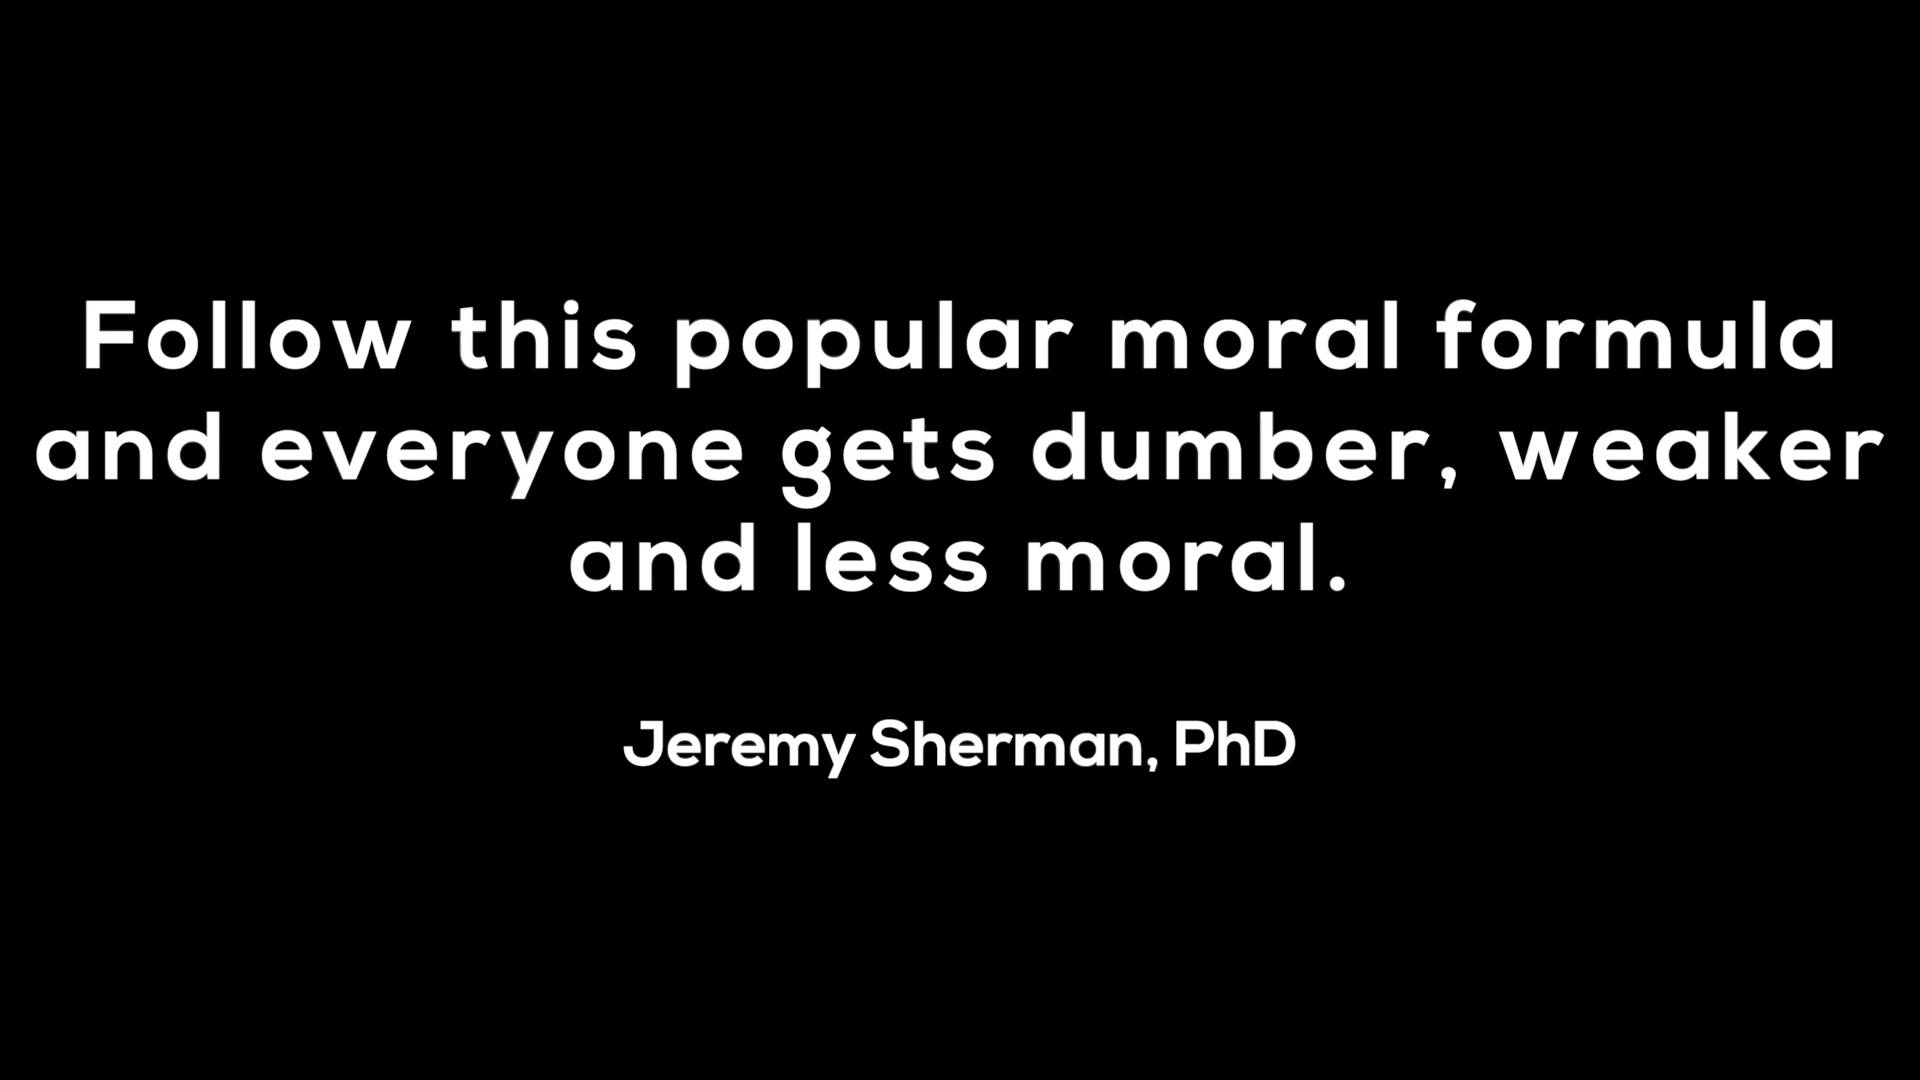 Follow this popular moral formula
and everyone gets dumber, weaker
and less moral.
Jeremy Sherman, PhD